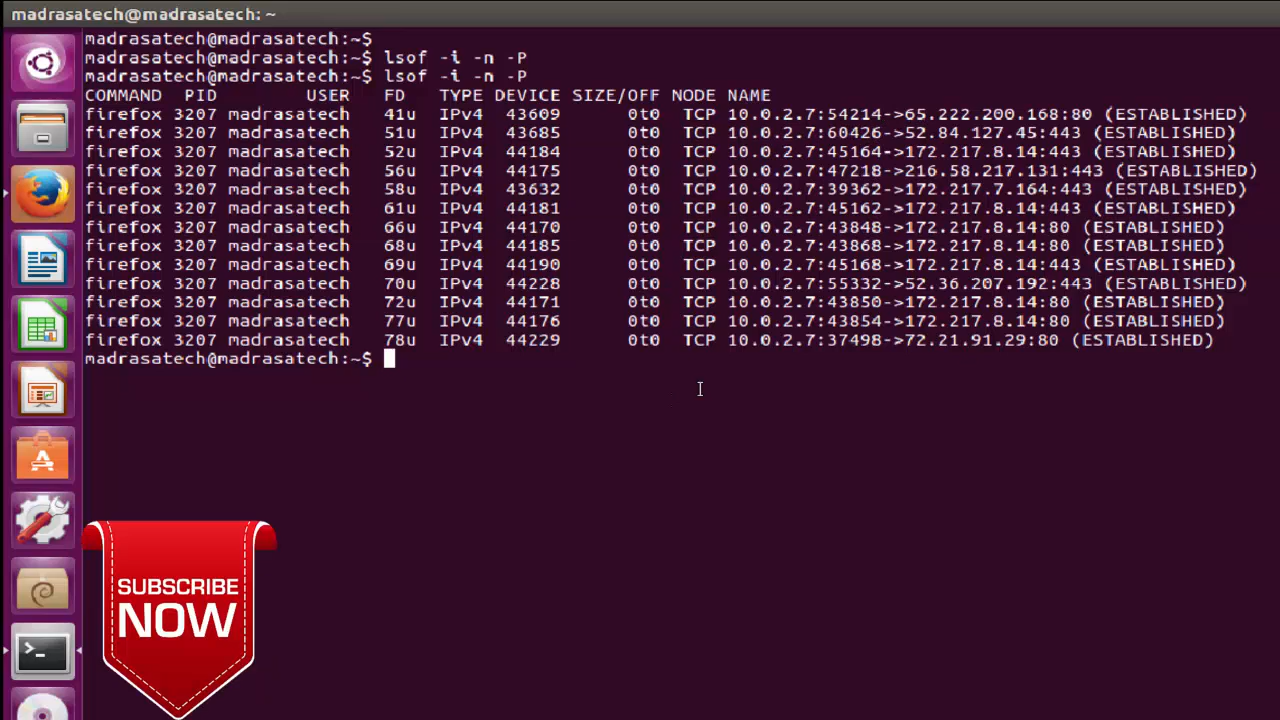 madrasatech@madrasatech: ~
madrasatech@madrasatech:~$
madrasatech@madrasatech:~$ lsof -i -n -P
madrasatech@madrasatech:~$ lsof -i -n -P
COMMAND PID USER FD TYPE DEVICE SIZE/OFF NODE NAME
firefox 3207 madrasatech 41u IPv4 43609 0t0 TCP 10.0.2.7:54214->65.222.200.168:80 (ESTABLISHED)
firefox 3207 madrasatech 51u IPv4 43685 0t0 TCP 10.0.2.7:60426->52.84.127.45:443 (ESTABLISHED)
firefox 3207 madrasatech 52u IPv4 44184 0t0 TCP 10.0.2.7:45164->172.217.8.14:443 (ESTABLISHED)
firefox 3207 madrasatech 56u IPv4 44175 0t0 TCP 10.0.2.7:47218->216.58.217.131:443 (ESTABLISHED)
firefox 3207 madrasatech 58u IPv4 43632 0t0 TCP 10.0.2.7:39362->172.217.7.164:443 (ESTABLISHED)
firefox 3207 madrasatech 61u IPv4 44181 0t0 TCP 10.0.2.7:45162->172.217.8.14:443 (ESTABLISHED)
firefox 3207 madrasatech 66u IPv4 44170 0t0 TCP 10.0.2.7:43848->172.217.8.14:80 (ESTABLISHED)
firefox 3207 madrasatech 68u IPv4 44185 0t0 TCP 10.0.2.7:43868->172.217.8.14:80 (ESTABLISHED)
firefox 3207 madrasatech 69u IPv4 44190 0t0 TCP 10.0.2.7:45168->172.217.8.14:443 (ESTABLISHED)
firefox 3207 madrasatech 70u IPv4 44228 0t0 TCP 10.0.2.7:55332->52.36.207.192:443 (ESTABLISHED)
firefox 3207 madrasatech 72u IPv4 44171 0t0 TCP 10.0.2.7:43850->172.217.8.14:80 (ESTABLISHED)
firefox 3207 madrasatech 77u IPv4 44176 0t0 TCP 10.0.2.7:43854->172.217.8.14:80 (ESTABLISHED)
firefox 3207 madrasatech 78u IPv4 44229 0t0 TCP 10.0.2.7:37498->72.21.91.29:80 (ESTABLISHED)
madrasatech@madrasatech:~$
SUBSCRIBE
NOW